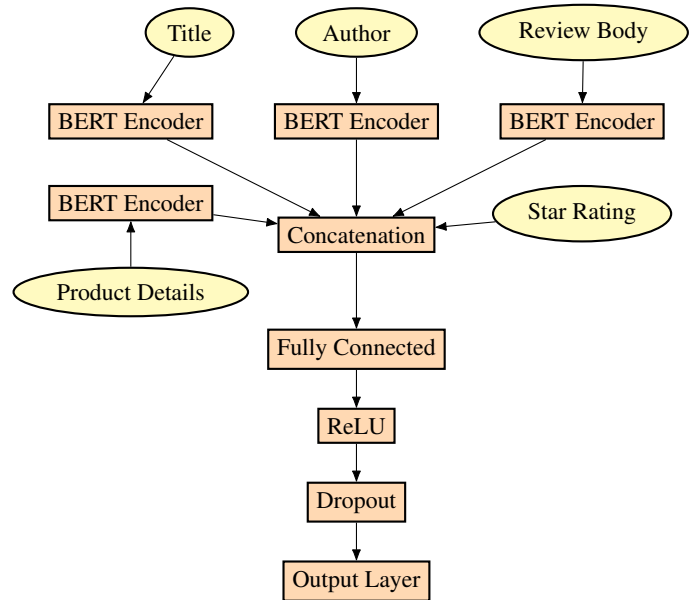 Title
Author
Review Body
BERT Encoder
BERT Encoder
BERT Encoder
BERT Encoder
Star Rating
Concatenation
Product Details
Fully Connected
ReLU
Dropout
Output Layer